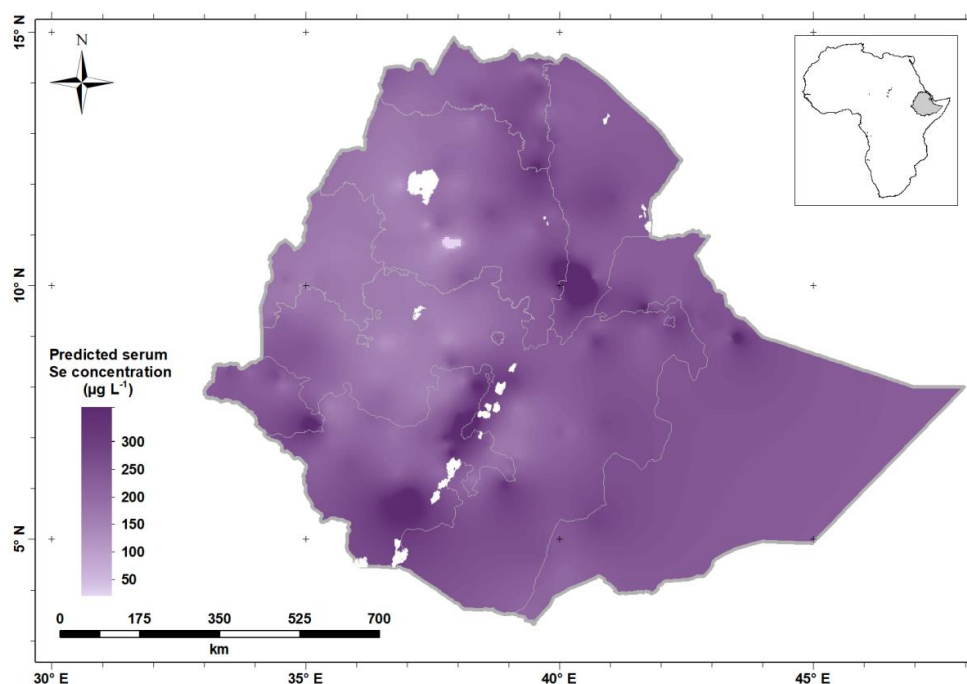 15° N
N
10° N
Predicted serum
Se concentration
(µg L⁻¹)
350
300
250
200
150
100
50
5° N
0 175 350 525 700
km
30° E 35° E 40° E 45° E